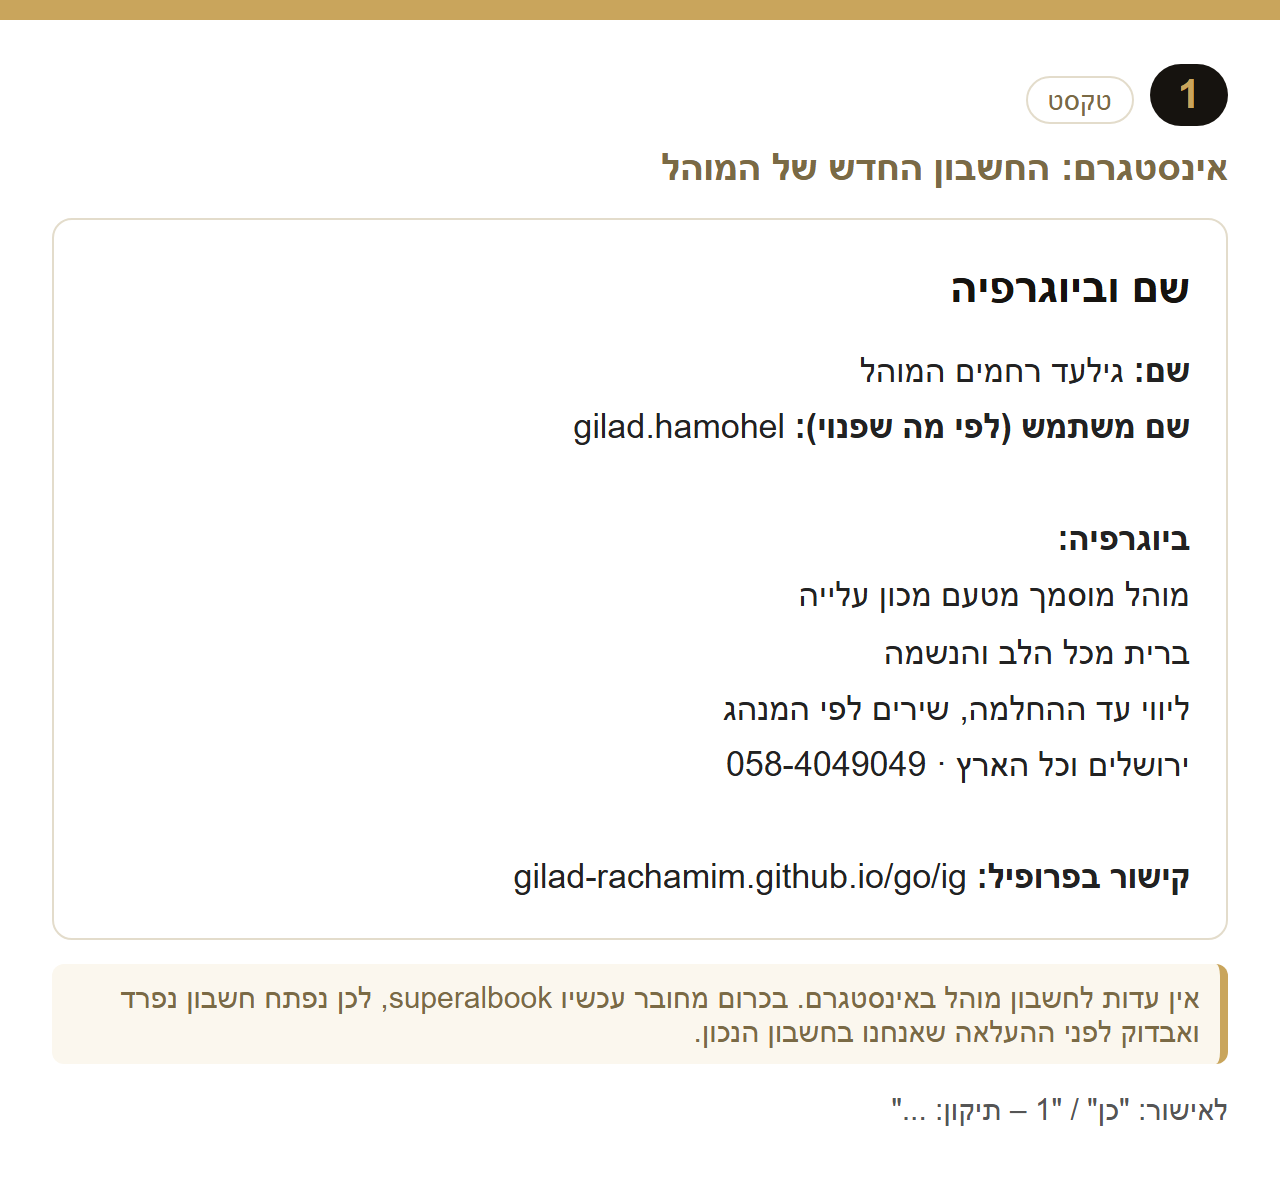 1
טקסט
אינסטגרם: החשבון החדש של המוהל
שם וביוגרפיה
שם: גילעד רחמים המוהל
שם משתמש (לפי מה שפנוי): gilad.hamohel
ביוגרפיה:
מוהל מוסמך מטעם מכון עלייה
ברית מכל הלב והנשמה
ליווי עד ההחלמה, שירים לפי המנהג
ירושלים וכל הארץ · 058-4049049
קישור בפרופיל: gilad-rachamim.github.io/go/ig
אין עדות לחשבון מוהל באינסטגרם. בכרום מחובר עכשיו superalbook, לכן נפתח חשבון נפרד
ואבדוק לפני ההעלאה שאנחנו בחשבון הנכון.
לאישור: "כן" / "1 – תיקון: ..."